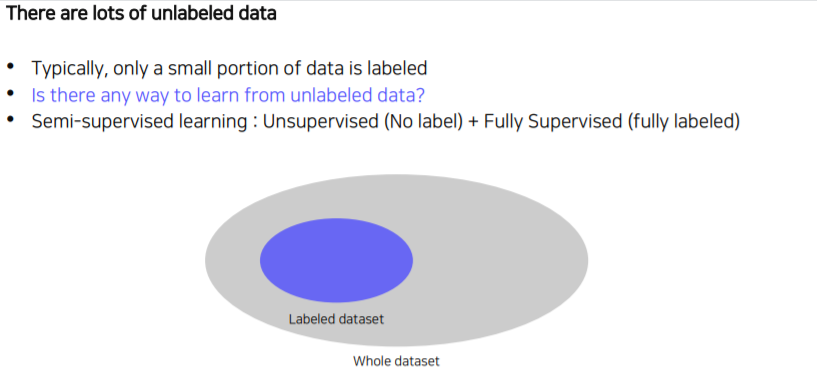 There are lots of unlabeled data
• Typically, only a small portion of data is labeled
• Is there any way to learn from unlabeled data?
• Semi-supervised learning : Unsupervised (No label) + Fully Supervised (fully labeled)
Labeled dataset
Whole dataset